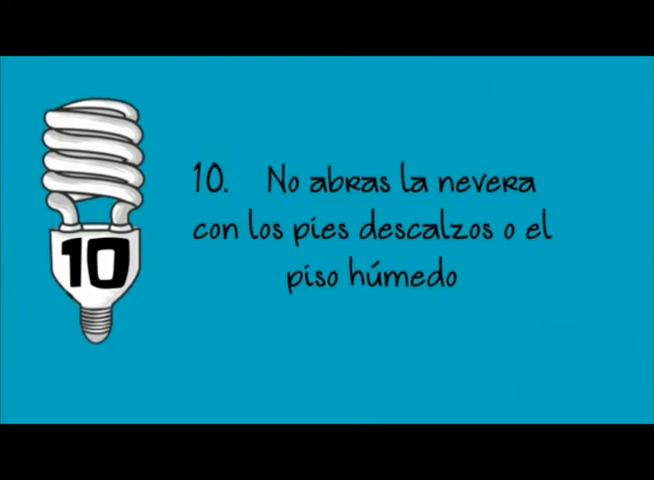 10
10. No abras la nevera
con los pies descalzos o el
piso húmedo